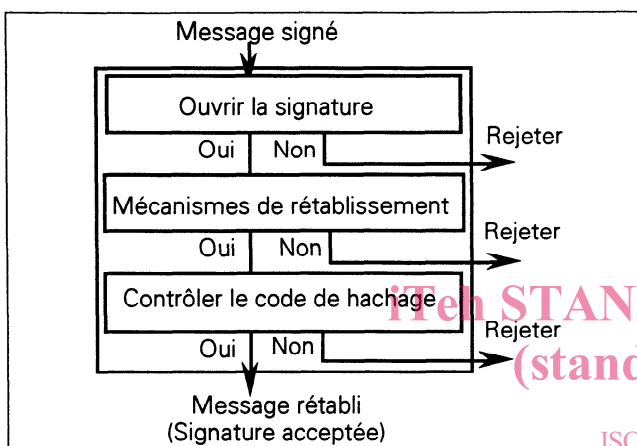 Message signé
Ouvrir la signature
Rejeter
Oui Non
Mécanismes de rétablissement
Rejeter
Oui Non
Contrôler le code de hachage
iTeh STAN
Rejeter
Oui Non
(stand
Message rétabli
(Signature acceptée)
ISO